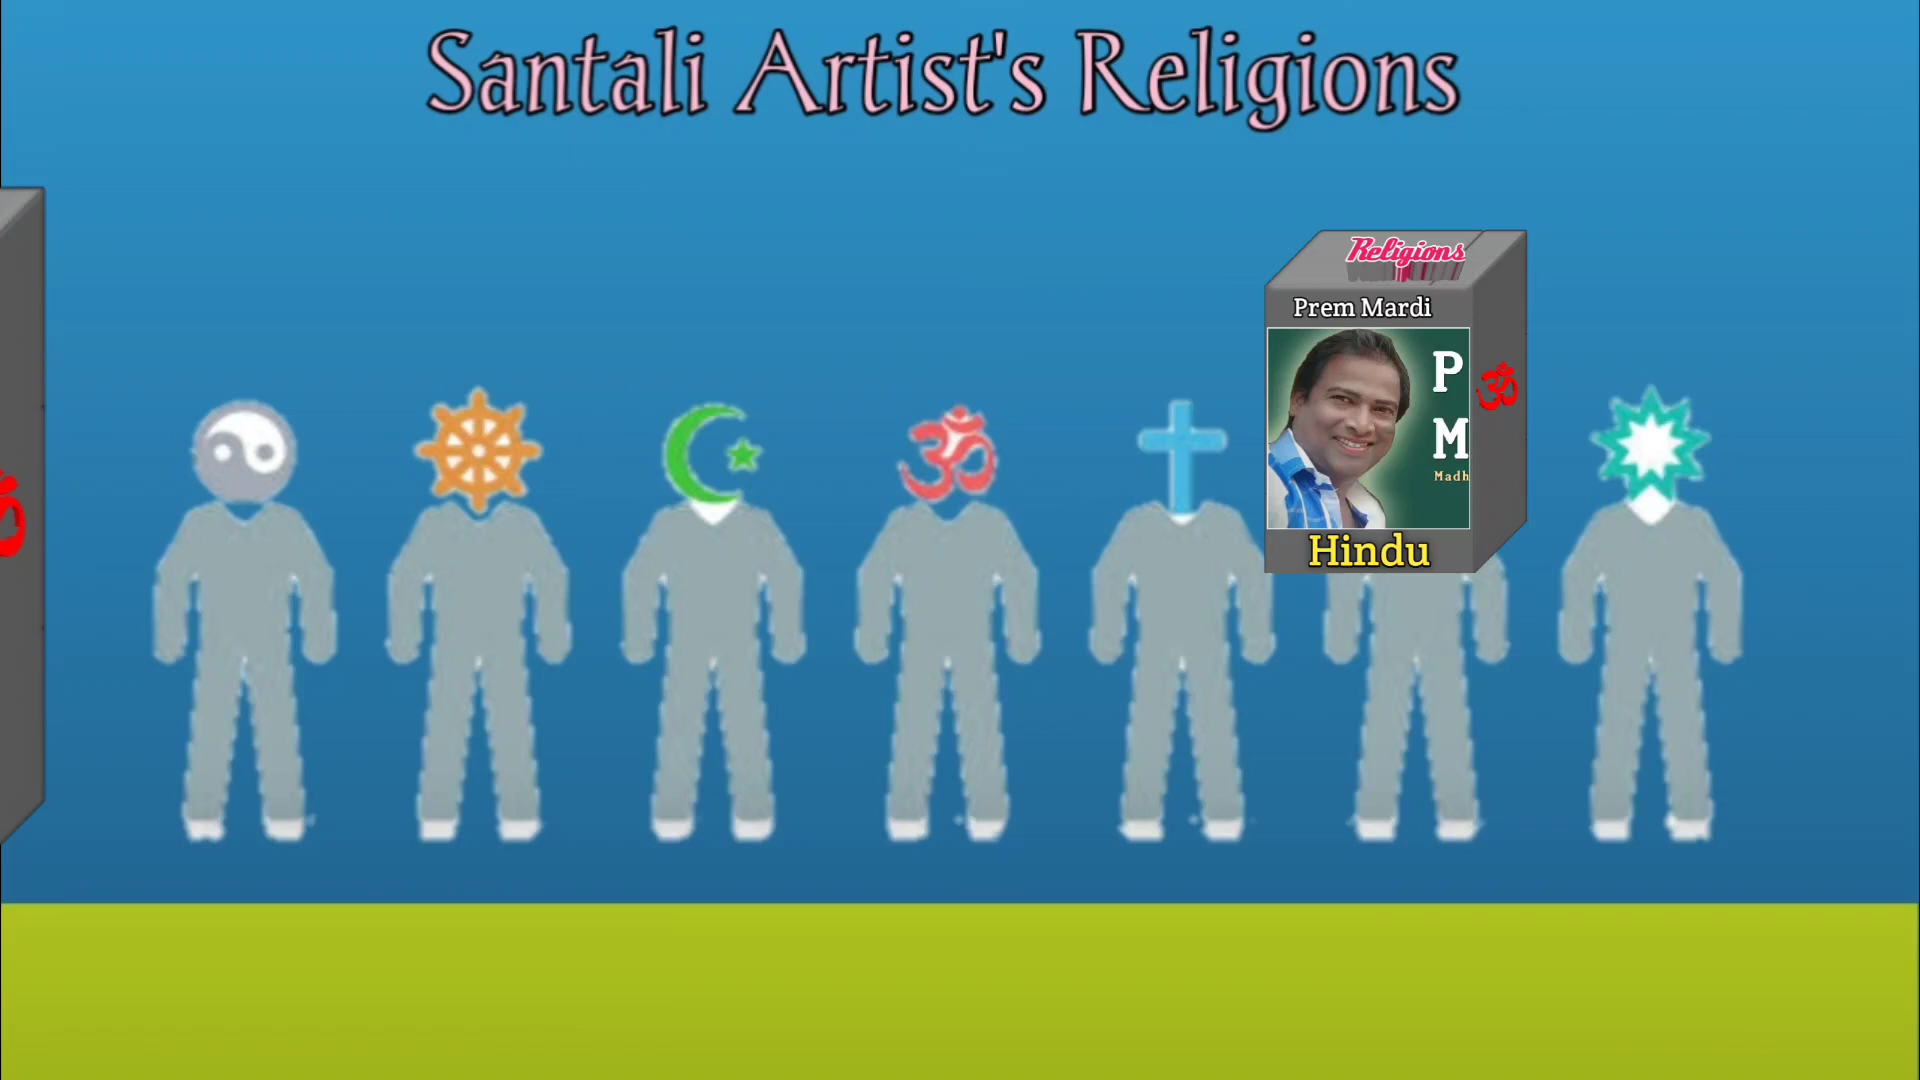 Santali Artist's Religions
Religions
Prem Mardi
P
M
Madh
Hindu